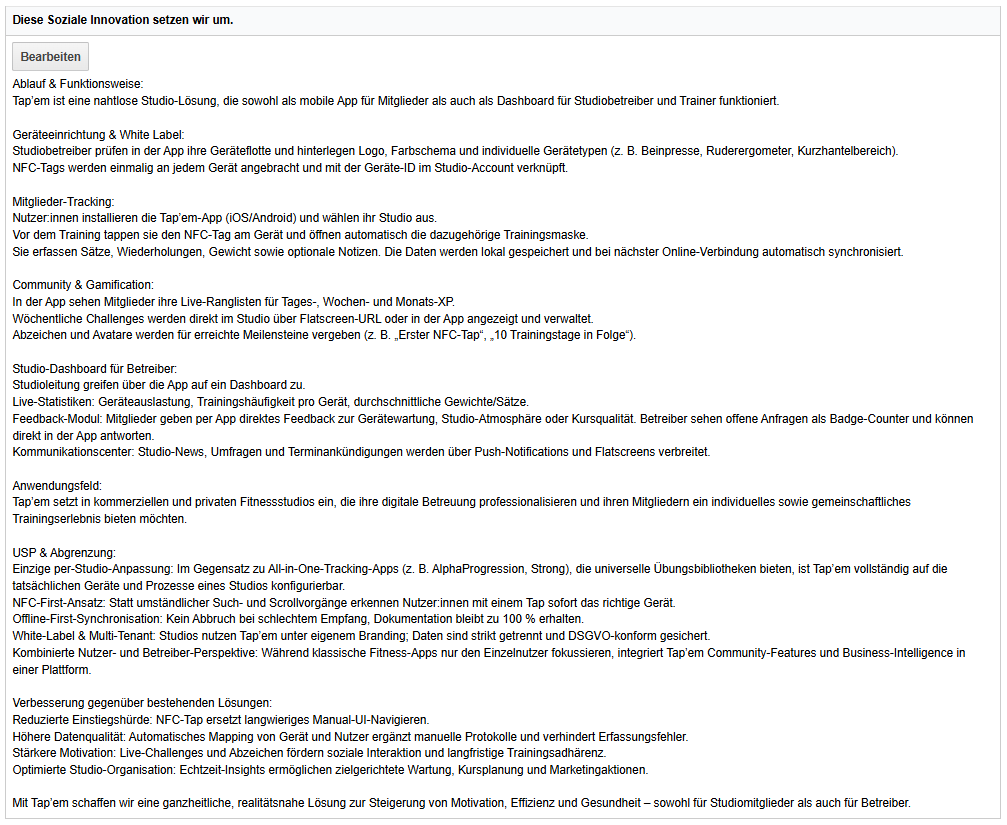 Diese Soziale Innovation setzen wir um.
Bearbeiten
Ablauf & Funktionsweise:
Tap'em ist eine nahtlose Studio-Lösung, die sowohl als mobile App für Mitglieder als auch als Dashboard für Studiobetreiber und Trainer funktioniert.
Geräteeinrichtung & White Label:
Studiobetreiber prüfen in der App ihre Geräteflotte und hinterlegen Logo, Farbschema und individuelle Gerätetypen (z. B. Beinpresse, Ruderergometer, Kurzhantelbereich).
NFC-Tags werden einmalig an jedem Gerät angebracht und mit der Geräte-ID im Studio-Account verknüpft.
Mitglieder-Tracking:
Nutzer:innen installieren die Tap'em-App (iOS/Android) und wählen ihr Studio aus.
Vor dem Training tappen sie den NFC-Tag am Gerät und öffnen automatisch die dazugehörige Trainingsmaske.
Sie erfassen Sätze, Wiederholungen, Gewicht sowie optionale Notizen. Die Daten werden lokal gespeichert und bei nächster Online-Verbindung automatisch synchronisiert.
Community & Gamification:
In der App sehen Mitglieder ihre Live-Ranglisten für Tages-, Wochen- und Monats-XP.
Wöchentliche Challenges werden direkt im Studio über Flatscreen-URL oder in der App angezeigt und verwaltet.
Abzeichen und Avatare werden für erreichte Meilensteine vergeben (z. B. „Erster NFC-Tap“, „10 Trainingstage in Folge“).
Studio-Dashboard für Betreiber:
Studioleitung greifen über die App auf ein Dashboard zu.
Live-Statistiken: Geräteauslastung, Trainingshäufigkeit pro Gerät, durchschnittliche Gewichte/Sätze.
Feedback-Modul: Mitglieder geben per App direktes Feedback zur Gerätewartung, Studio-Atmosphäre oder Kursqualität. Betreiber sehen offene Anfragen als Badge-Counter und können
direkt in der App antworten.
Kommunikationscenter: Studio-News, Umfragen und Terminankündigungen werden über Push-Notifications und Flatscreens verbreitet.
Anwendungsfeld:
Tap'em setzt in kommerziellen und privaten Fitnessstudios ein, die ihre digitale Betreuung professionalisieren und ihren Mitgliedern ein individuelles sowie gemeinschaftliches
Trainingserlebnis bieten möchten.
USP & Abgrenzung:
Einzige per-Studio-Anpassung: Im Gegensatz zu All-in-One-Tracking-Apps (z. B. AlphaProgression, Strong), die universelle Übungsbibliotheken bieten, ist Tap'em vollständig auf die
tatsächlichen Geräte und Prozesse eines Studios konfigurierbar.
NFC-First-Ansatz: Statt umständlicher Such- und Scrollvorgänge erkennen Nutzer:innen mit einem Tap sofort das richtige Gerät.
Offline-First-Synchronisation: Kein Abbruch bei schlechtem Empfang, Dokumentation bleibt zu 100 % erhalten.
White-Label & Multi-Tenant: Studios nutzen Tap'em unter eigenem Branding; Daten sind strikt getrennt und DSGVO-konform gesichert.
Kombinierte Nutzer- und Betreiber-Perspektive: Während klassische Fitness-Apps nur den Einzelnutzer fokussieren, integriert Tap'em Community-Features und Business-Intelligence in
einer Plattform.
Verbesserung gegenüber bestehenden Lösungen:
Reduzierte Einstiegshürde: NFC-Tap ersetzt langwieriges Manual-UI-Navigieren.
Höhere Datenqualität: Automatisches Mapping von Gerät und Nutzer ergänzt manuelle Protokolle und verhindert Erfassungsfehler.
Stärkere Motivation: Live-Challenges und Abzeichen fördern soziale Interaktion und langfristige Trainingsadhärenz.
Optimierte Studio-Organisation: Echtzeit-Insights ermöglichen zielgerichtete Wartung, Kursplanung und Marketingaktionen.
Mit Tap'em schaffen wir eine ganzheitliche, realitätsnahe Lösung zur Steigerung von Motivation, Effizienz und Gesundheit – sowohl für Studiomitglieder als auch für Betreiber.